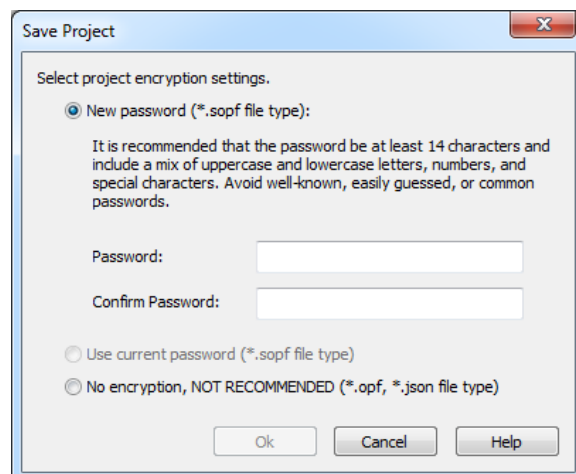 Save Project
Select project encryption settings.
New password (*.sopf file type):
It is recommended that the password be at least 14 characters and
include a mix of uppercase and lowercase letters, numbers, and
special characters. Avoid well-known, easily guessed, or common
passwords.
Password:
Confirm Password:
Use current password (*.sopf file type)
No encryption, NOT RECOMMENDED (*.opf, *.json file type)
Ok Cancel Help